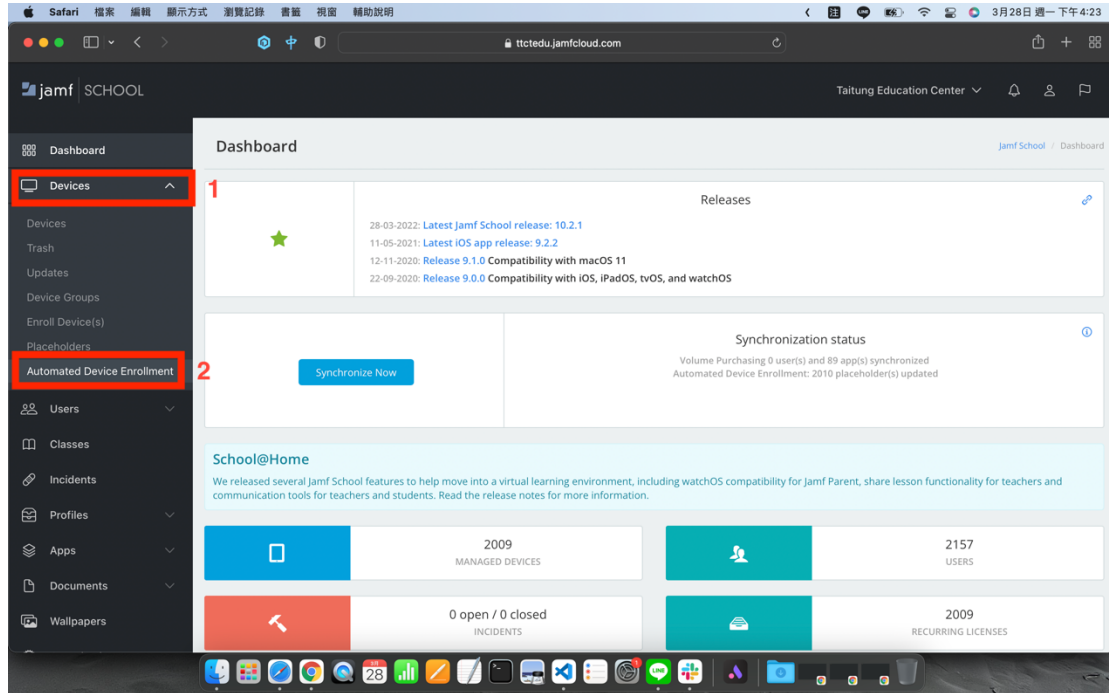 Safari 檔案 編輯 顯示方式 瀏覽記錄 書籤 視窗 輔助說明 注 3月28日 週一 下午4:23
ttctedu.jamfcloud.com
jamf SCHOOL
Taitung Education Center
Dashboard
Devices
1
Devices
Trash
Updates
Device Groups
Enroll Device(s)
Placeholders
Automated Device Enrollment
2
Users
Classes
Incidents
Profiles
Apps
Documents
Wallpapers
Dashboard
Jamf School / Dashboard
Releases
28-03-2022: Latest Jamf School release: 10.2.1
11-05-2021: Latest iOS app release: 9.2.2
12-11-2020: Release 9.1.0 Compatibility with macOS 11
22-09-2020: Release 9.0.0 Compatibility with iOS, iPadOS, tvOS, and watchOS
Synchronize Now
Synchronization status
Volume Purchasing 0 user(s) and 89 app(s) synchronized
Automated Device Enrollment: 2010 placeholder(s) updated
School@Home
We released several Jamf School features to help move into a virtual learning environment, including watchOS compatibility for Jamf Parent, share lesson functionality for teachers and
communication tools for teachers and students. Read the release notes for more information.
2009
MANAGED DEVICES
2157
USERS
0 open / 0 closed
INCIDENTS
2009
RECURRING LICENSES
28